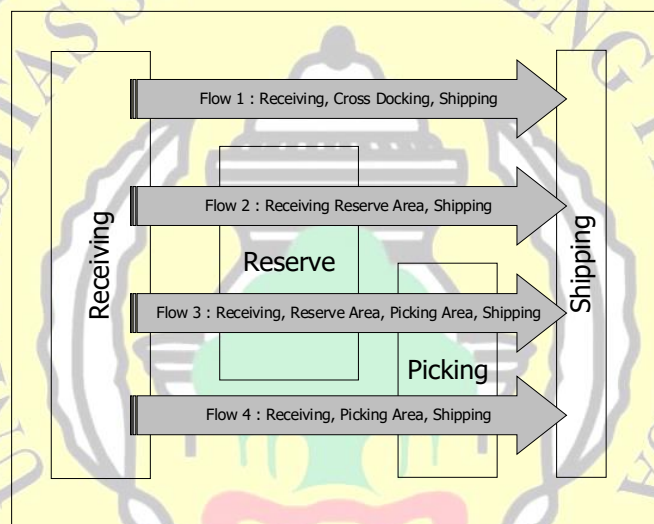 Flow 1 : Receiving, Cross Docking, Shipping
Flow 2 : Receiving Reserve Area, Shipping
Receiving
Reserve
Shipping
Flow 3 : Receiving, Reserve Area, Picking Area, Shipping
Picking
Flow 4 : Receiving, Picking Area, Shipping